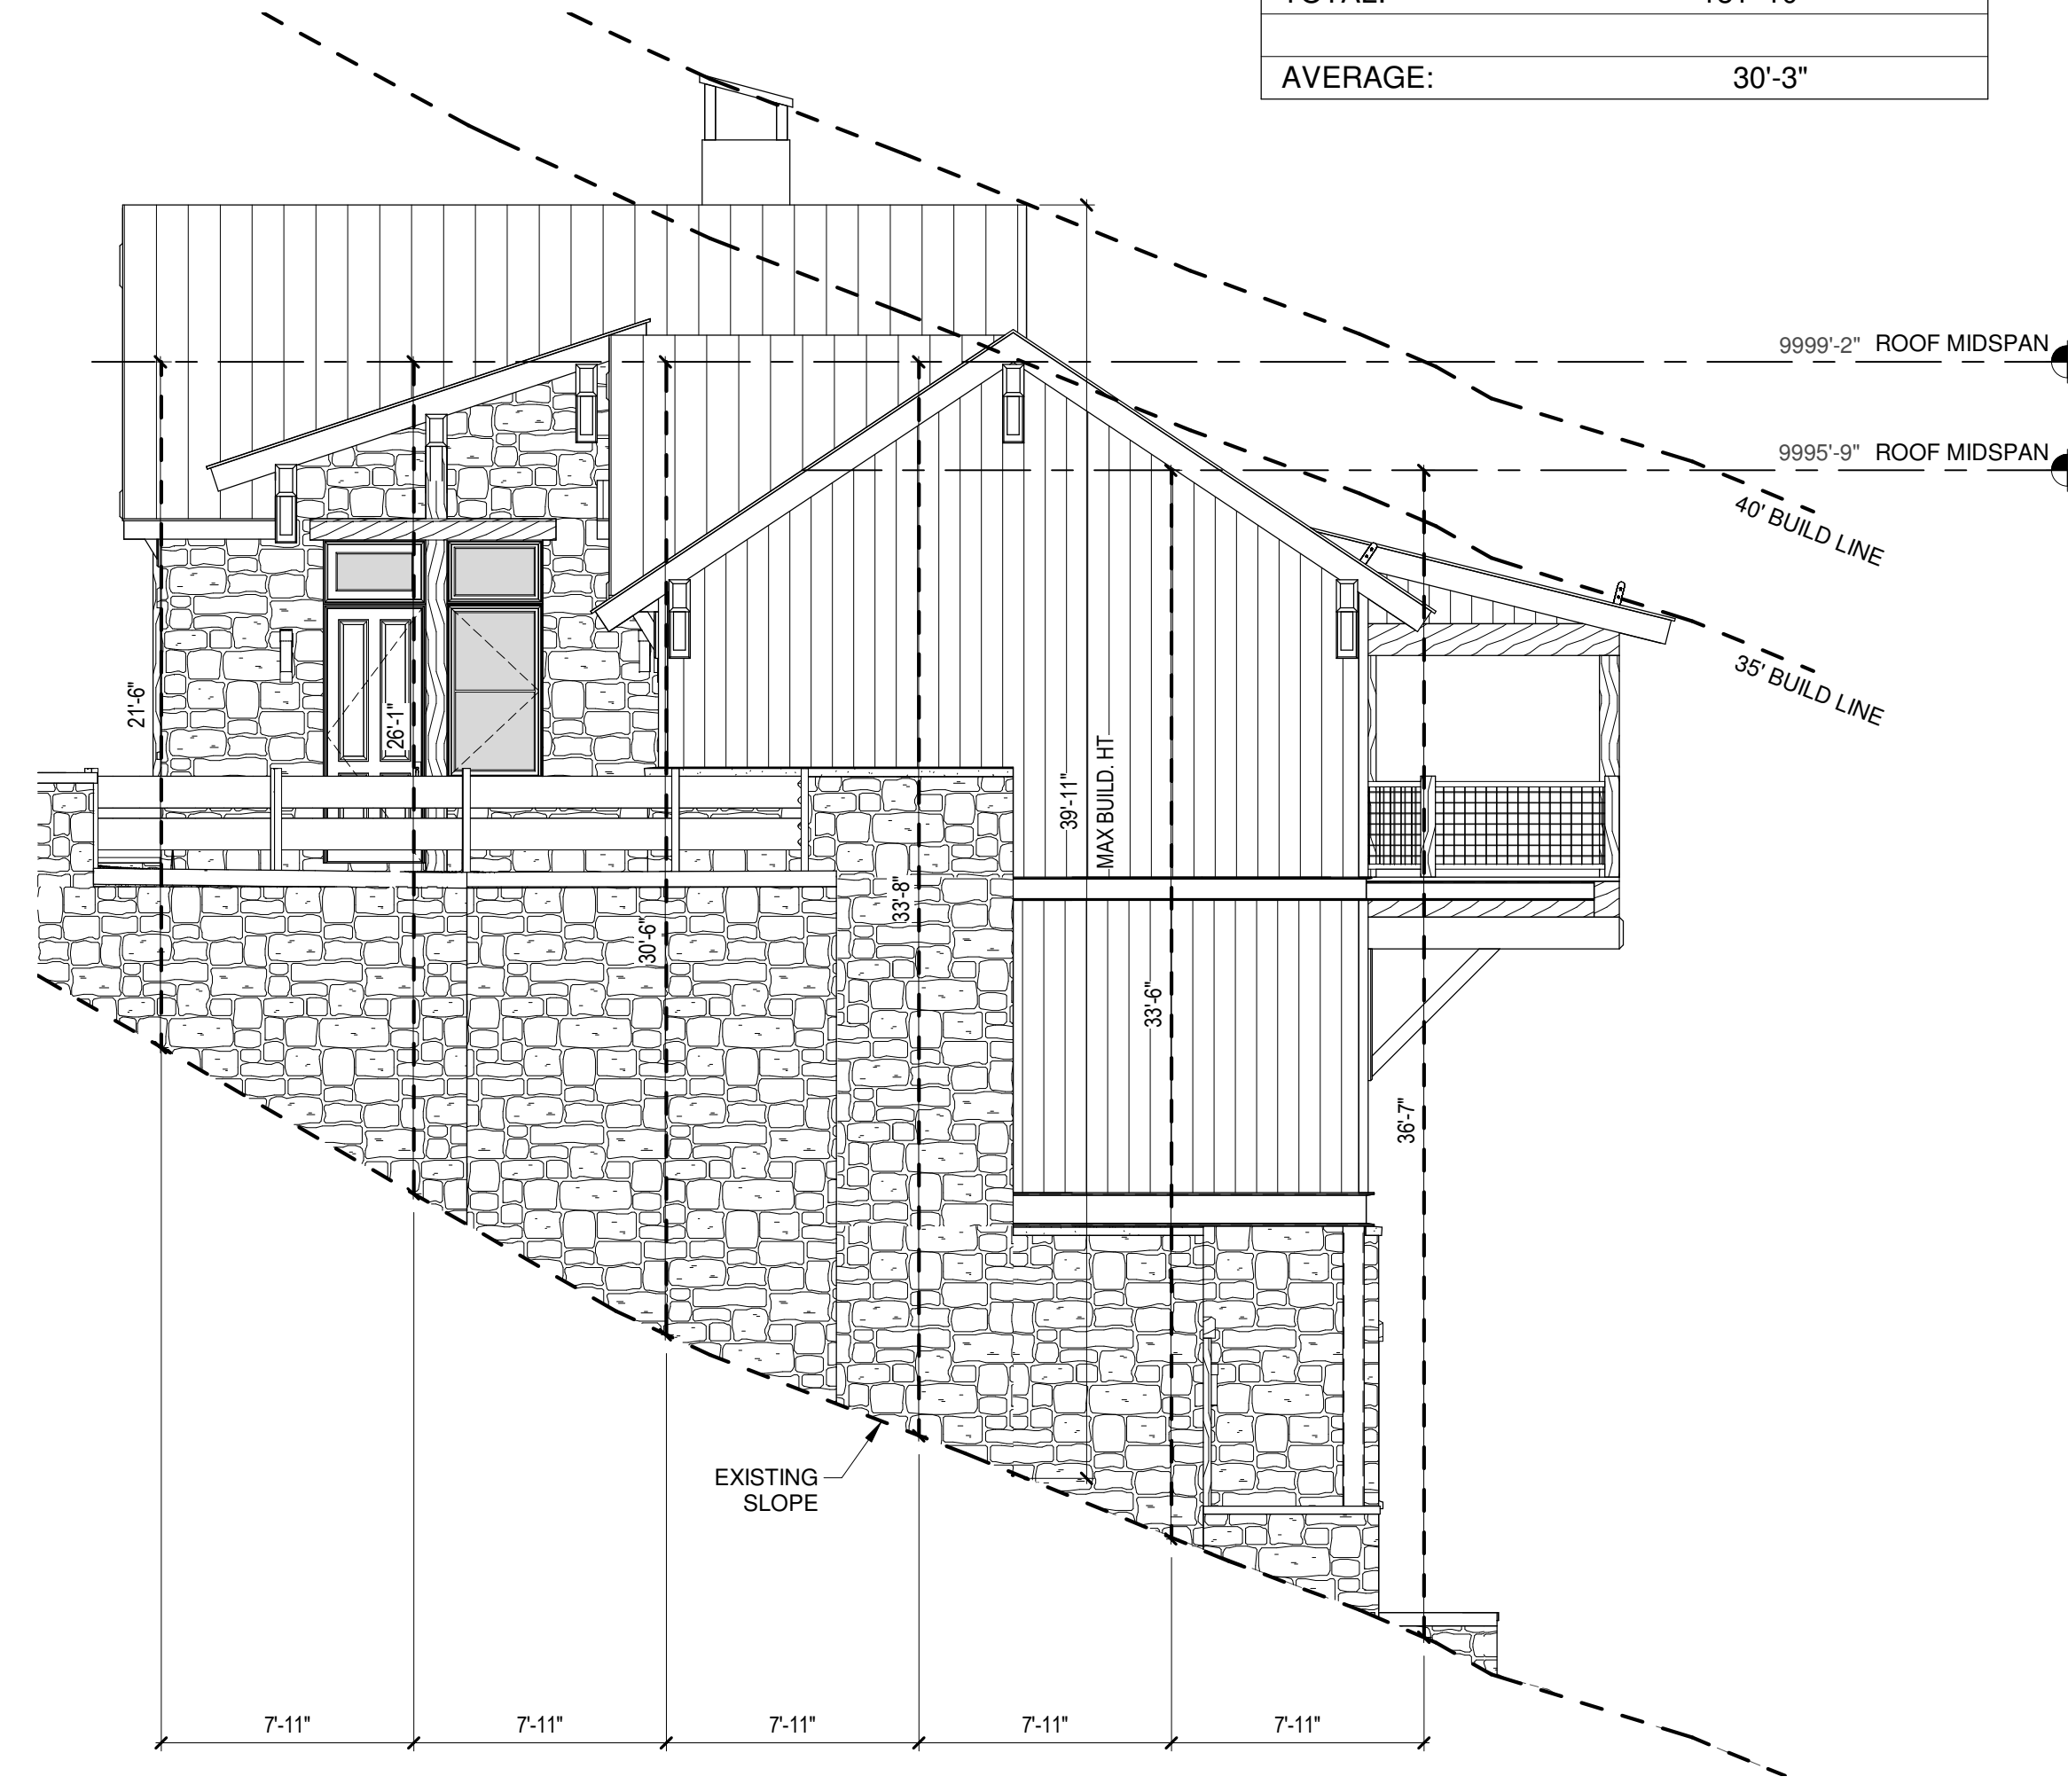 AVERAGE: 30'-3"
9999'-2" ROOF MIDSPAN
9995'-9" ROOF MIDSPAN
40' BUILD LINE
35' BUILD LINE
21'-6"
26'-1"
30'-6"
33'-8"
39'-11"
MAX BUILD. HT
33'-6"
36'-7"
EXISTING
SLOPE
7'-11" 7'-11" 7'-11" 7'-11" 7'-11"